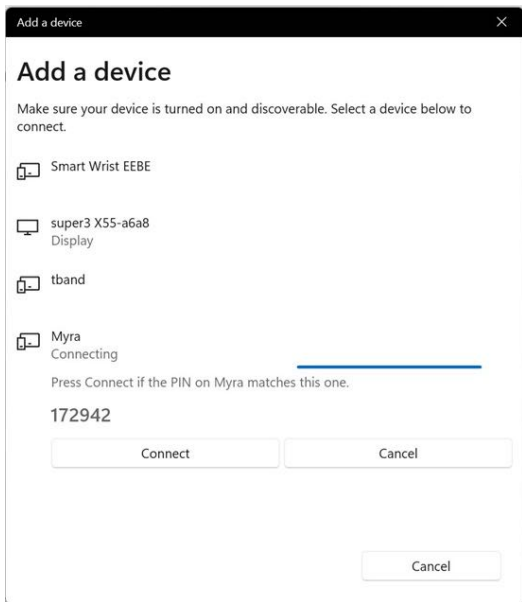 Add a device
Add a device
Make sure your device is turned on and discoverable. Select a device below to
connect.
Smart Wrist EEBE
super3 X55-a6a8
Display
tband
Myra
Connecting
Press Connect if the PIN on Myra matches this one.
172942
Connect Cancel
Cancel